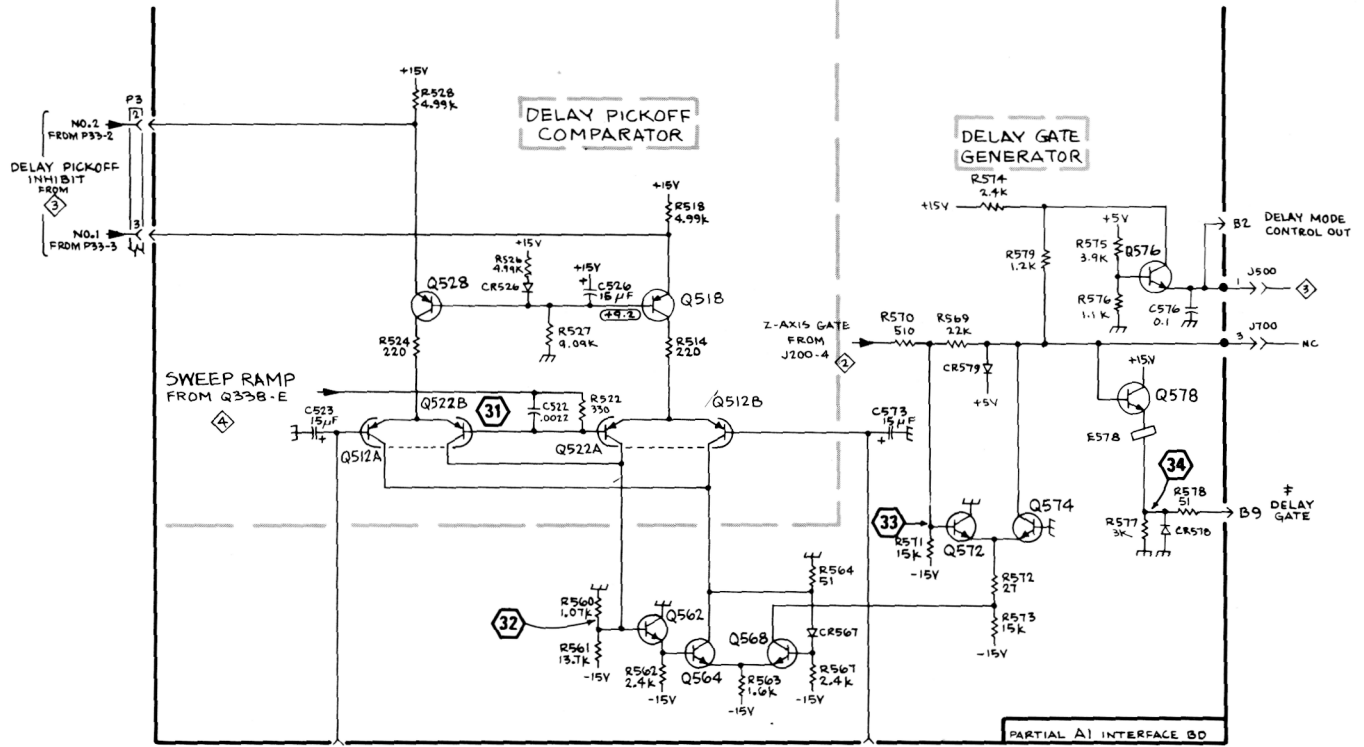 P3
2
NO.2
FROM P33-2
DELAY PICKOFF
INHIBIT
FROM
3
3
NO.1
FROM P33-3
+15V
R528
4.99K
DELAY PICKOFF
COMPARATOR
+15V
R518
4.99K
+15V
R526
4.99K
CR526
+15V
+
C526
15µF
+9.2
Q528
Q518
R527
9.09K
R524
220
R514
220
SWEEP RAMP
FROM Q338-E
4
C523
15µF
+
Q522B
31
C522
.0022
R522
330
Q512B
Q512A
Q522A
C573
15µF
+
DELAY GATE
GENERATOR
R574
2.4K
+15V
R579
1.2K
+5V
R575
3.9K
Q576
R576
1.1K
C576
0.1
B2
DELAY MODE
CONTROL OUT
1
J500
3
3
J700
NC
Z-AXIS GATE
FROM
J200-4
2
R570
510
R569
22K
CR579
+5V
+15V
Q578
E578
34
R578
51
B9
‡
DELAY
GATE
R577
3K
CR578
33
Q572
Q574
R571
15K
-15V
R572
27
R573
15K
-15V
R564
51
32
R560
1.07K
R561
13.7K
-15V
Q562
R562
2.4K
-15V
Q564
Q568
CR567
R563
1.6K
-15V
R567
2.4K
-15V
PARTIAL A1 INTERFACE BD